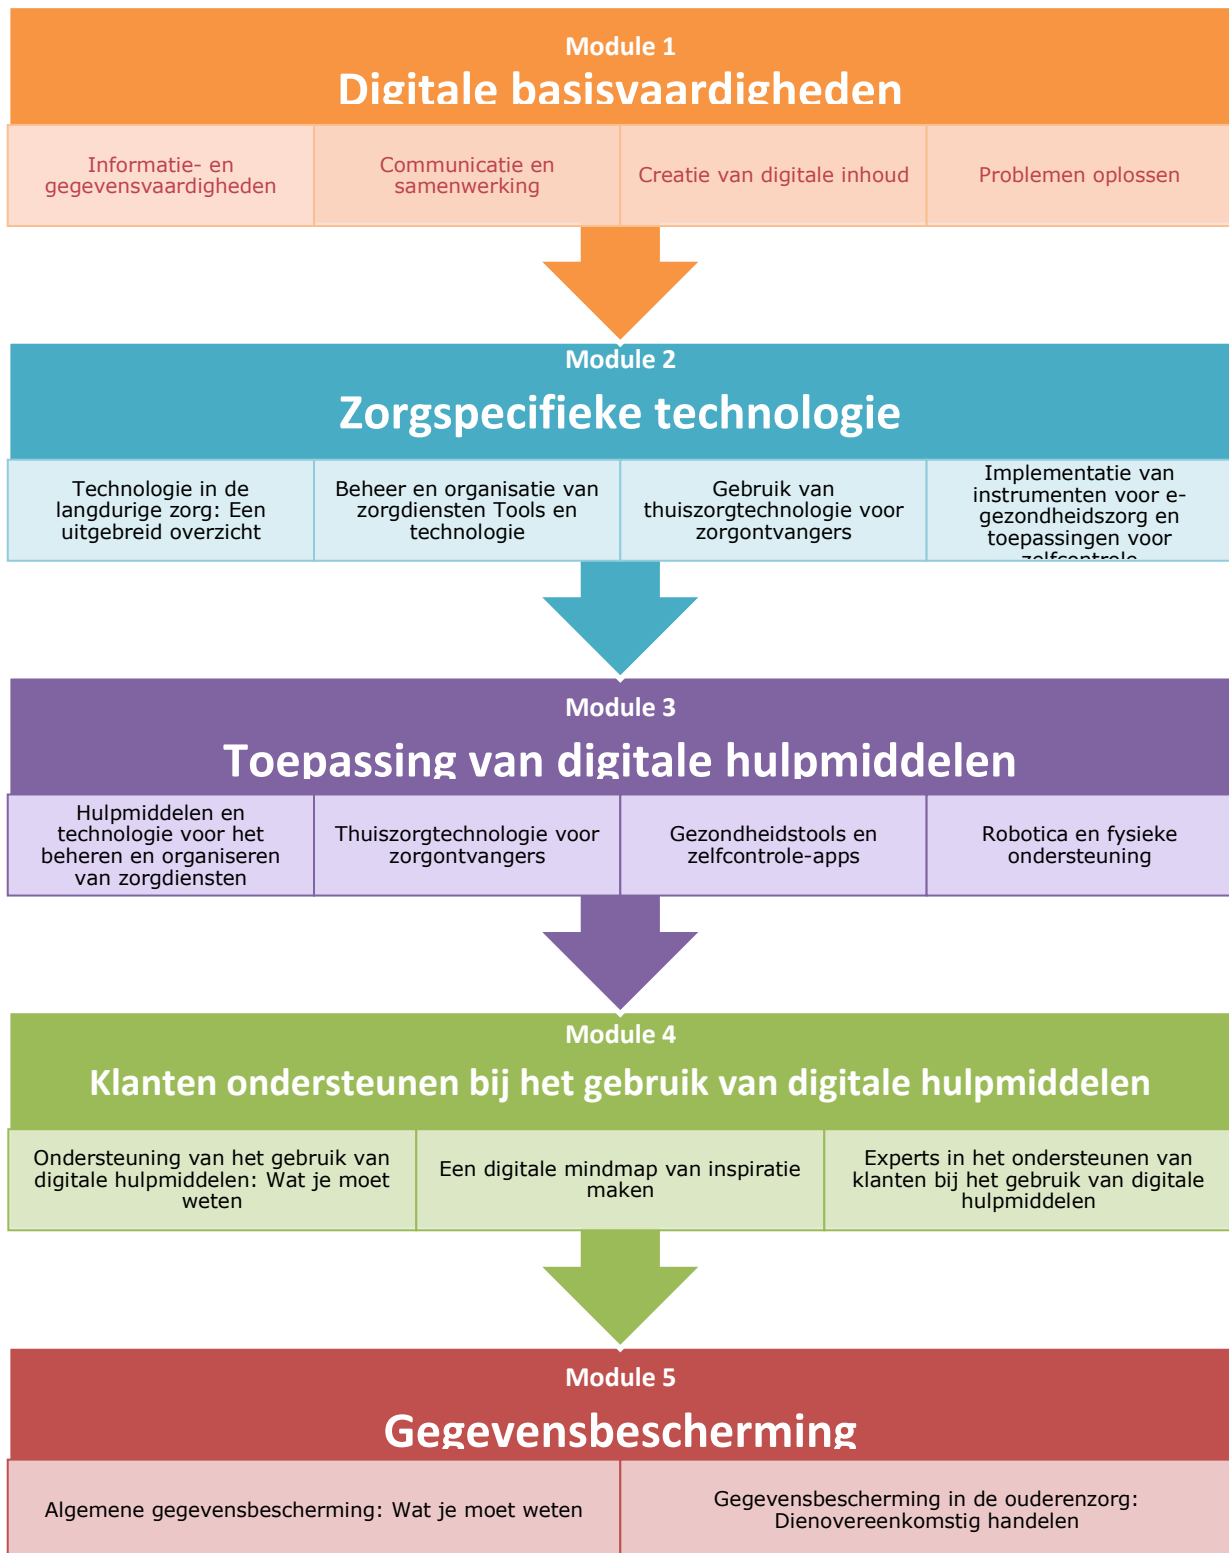 Module 1
Digitale basisvaardigheden
Informatie- en
gegevensvaardigheden
Communicatie en
samenwerking
Creatie van digitale inhoud
Problemen oplossen
Module 2
Zorgspecifieke technologie
Technologie in de
langdurige zorg: Een
uitgebreid overzicht
Beheer en organisatie van
zorgdiensten Tools en
technologie
Gebruik van
thuiszorgtechnologie voor
zorgontvangers
Implementatie van
instrumenten voor e-
gezondheidszorg en
toepassingen voor
zelfcontrole
Module 3
Toepassing van digitale hulpmiddelen
Hulpmiddelen en
technologie voor het
beheren en organiseren
van zorgdiensten
Thuiszorgtechnologie voor
zorgontvangers
Gezondheidstools en
zelfcontrole-apps
Robotica en fysieke
ondersteuning
Module 4
Klanten ondersteunen bij het gebruik van digitale hulpmiddelen
Ondersteuning van het gebruik van
digitale hulpmiddelen: Wat je moet
weten
Een digitale mindmap van inspiratie
maken
Experts in het ondersteunen van
klanten bij het gebruik van digitale
hulpmiddelen
Module 5
Gegevensbescherming
Algemene gegevensbescherming: Wat je moet weten
Gegevensbescherming in de ouderenzorg:
Dienovereenkomstig handelen